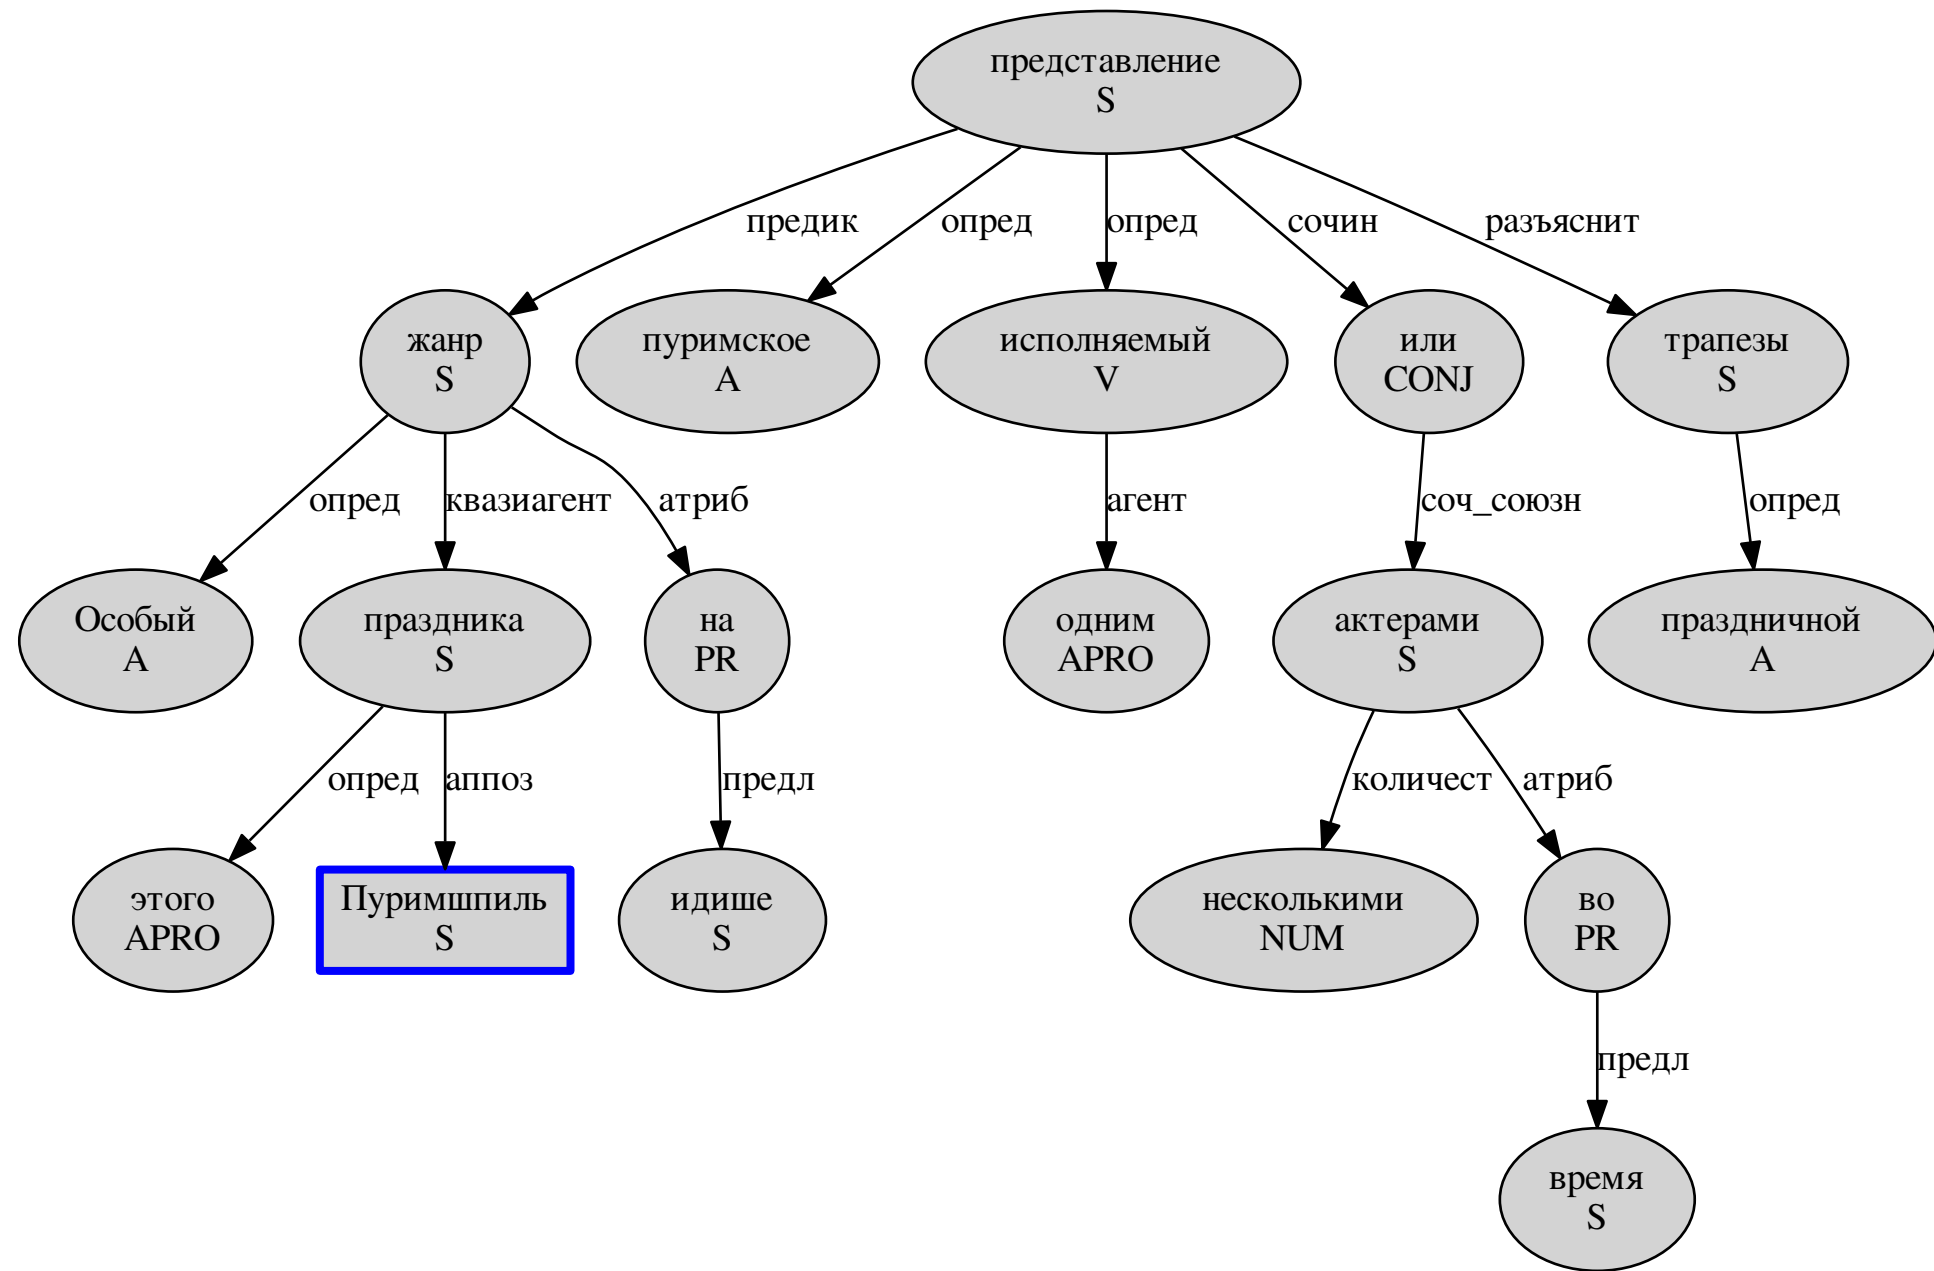 представление
S
предик
опред
опред
сочин
разъяснит
жанр
S
пуримское
A
исполняемый
V
или
CONJ
трапезы
S
опред
квазиагент
атриб
агент
соч_союзн
опред
Особый
A
праздника
S
на
PR
одним
APRO
актерами
S
праздничной
A
опред
аппоз
предл
количест
атриб
этого
APRO
Пуримшпиль
S
идише
S
несколькими
NUM
во
PR
предл
время
S